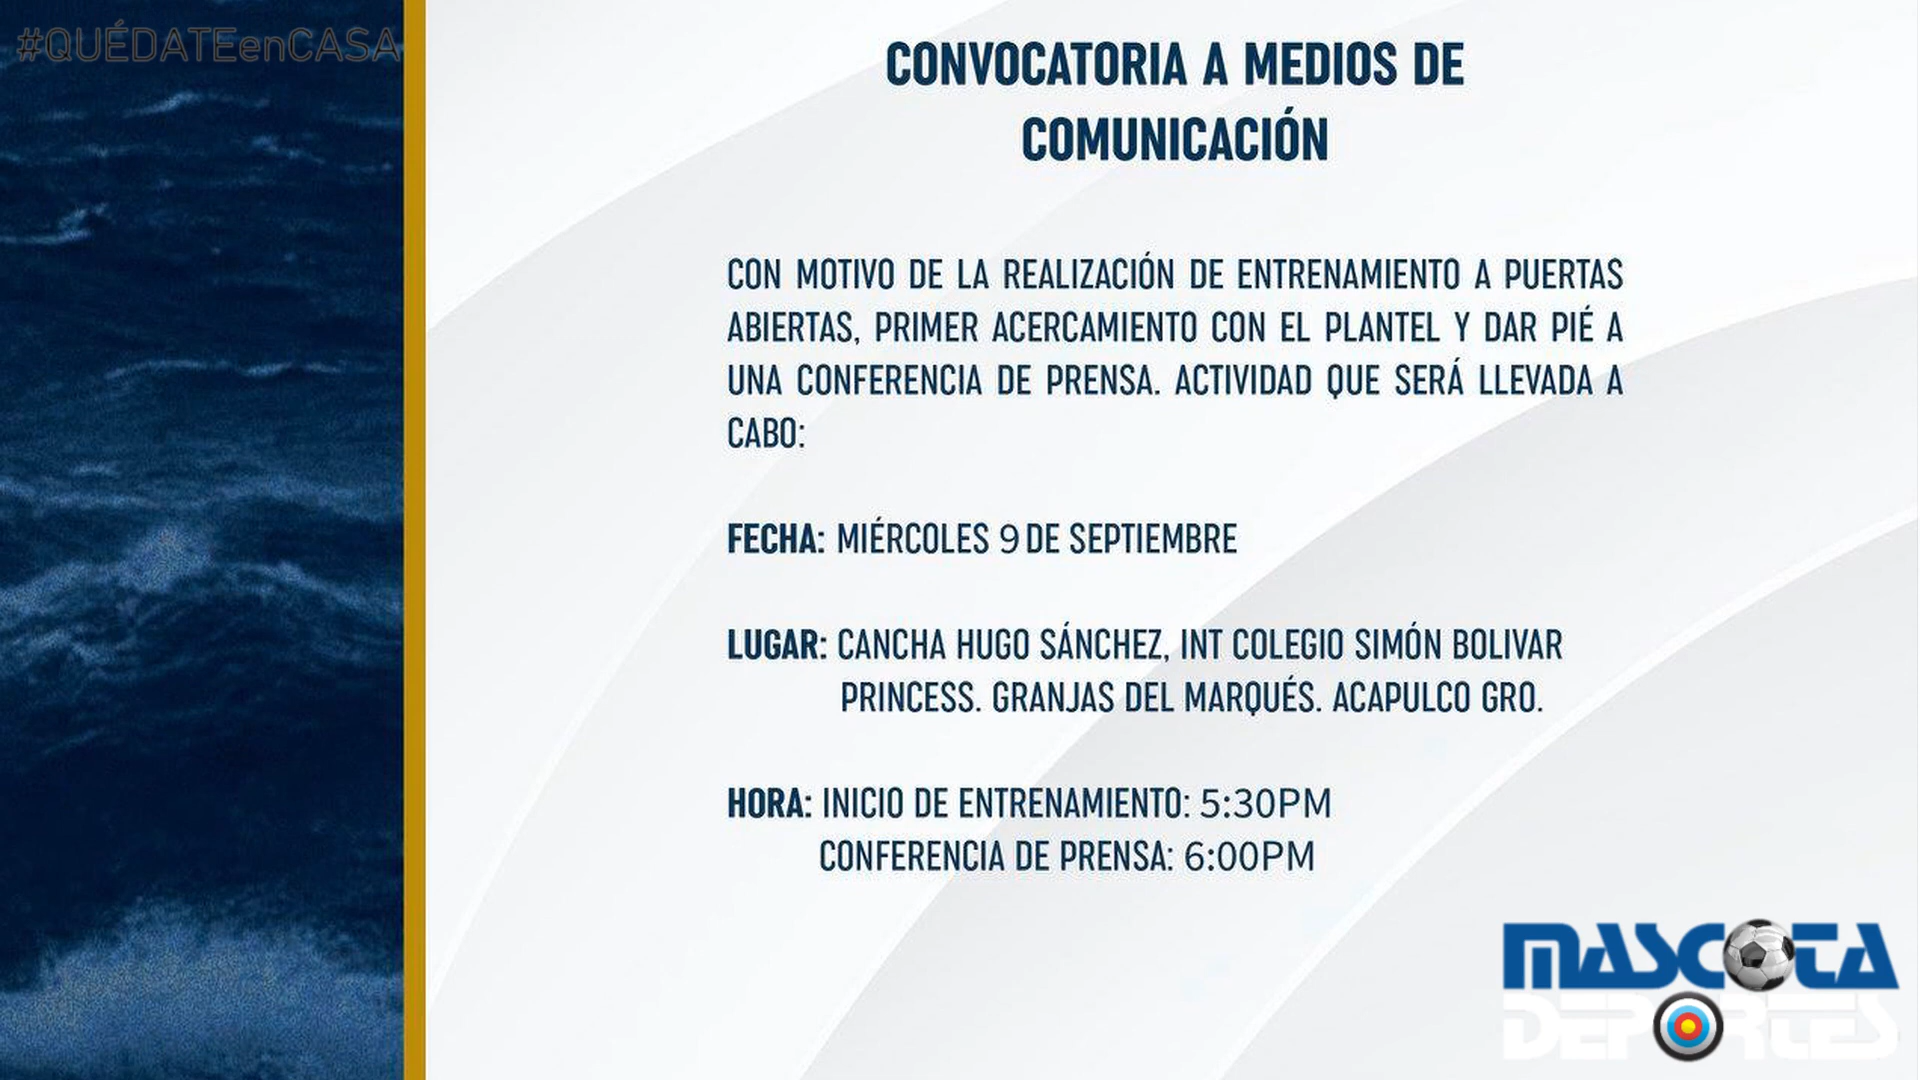 #QUÉDATEenCASA
CONVOCATORIA A MEDIOS DE
COMUNICACIÓN
CON MOTIVO DE LA REALIZACIÓN DE ENTRENAMIENTO A PUERTAS
ABIERTAS, PRIMER ACERCAMIENTO CON EL PLANTEL Y DAR PIÉ A
UNA CONFERENCIA DE PRENSA. ACTIVIDAD QUE SERÁ LLEVADA A
CABO:
FECHA: MIÉRCOLES 9 DE SEPTIEMBRE
LUGAR: CANCHA HUGO SÁNCHEZ, INT COLEGIO SIMÓN BOLIVAR
PRINCESS. GRANJAS DEL MARQUÉS. ACAPULCO GRO.
HORA: INICIO DE ENTRENAMIENTO: 5:30PM
CONFERENCIA DE PRENSA: 6:00PM
MASCOTA
DEPORTES